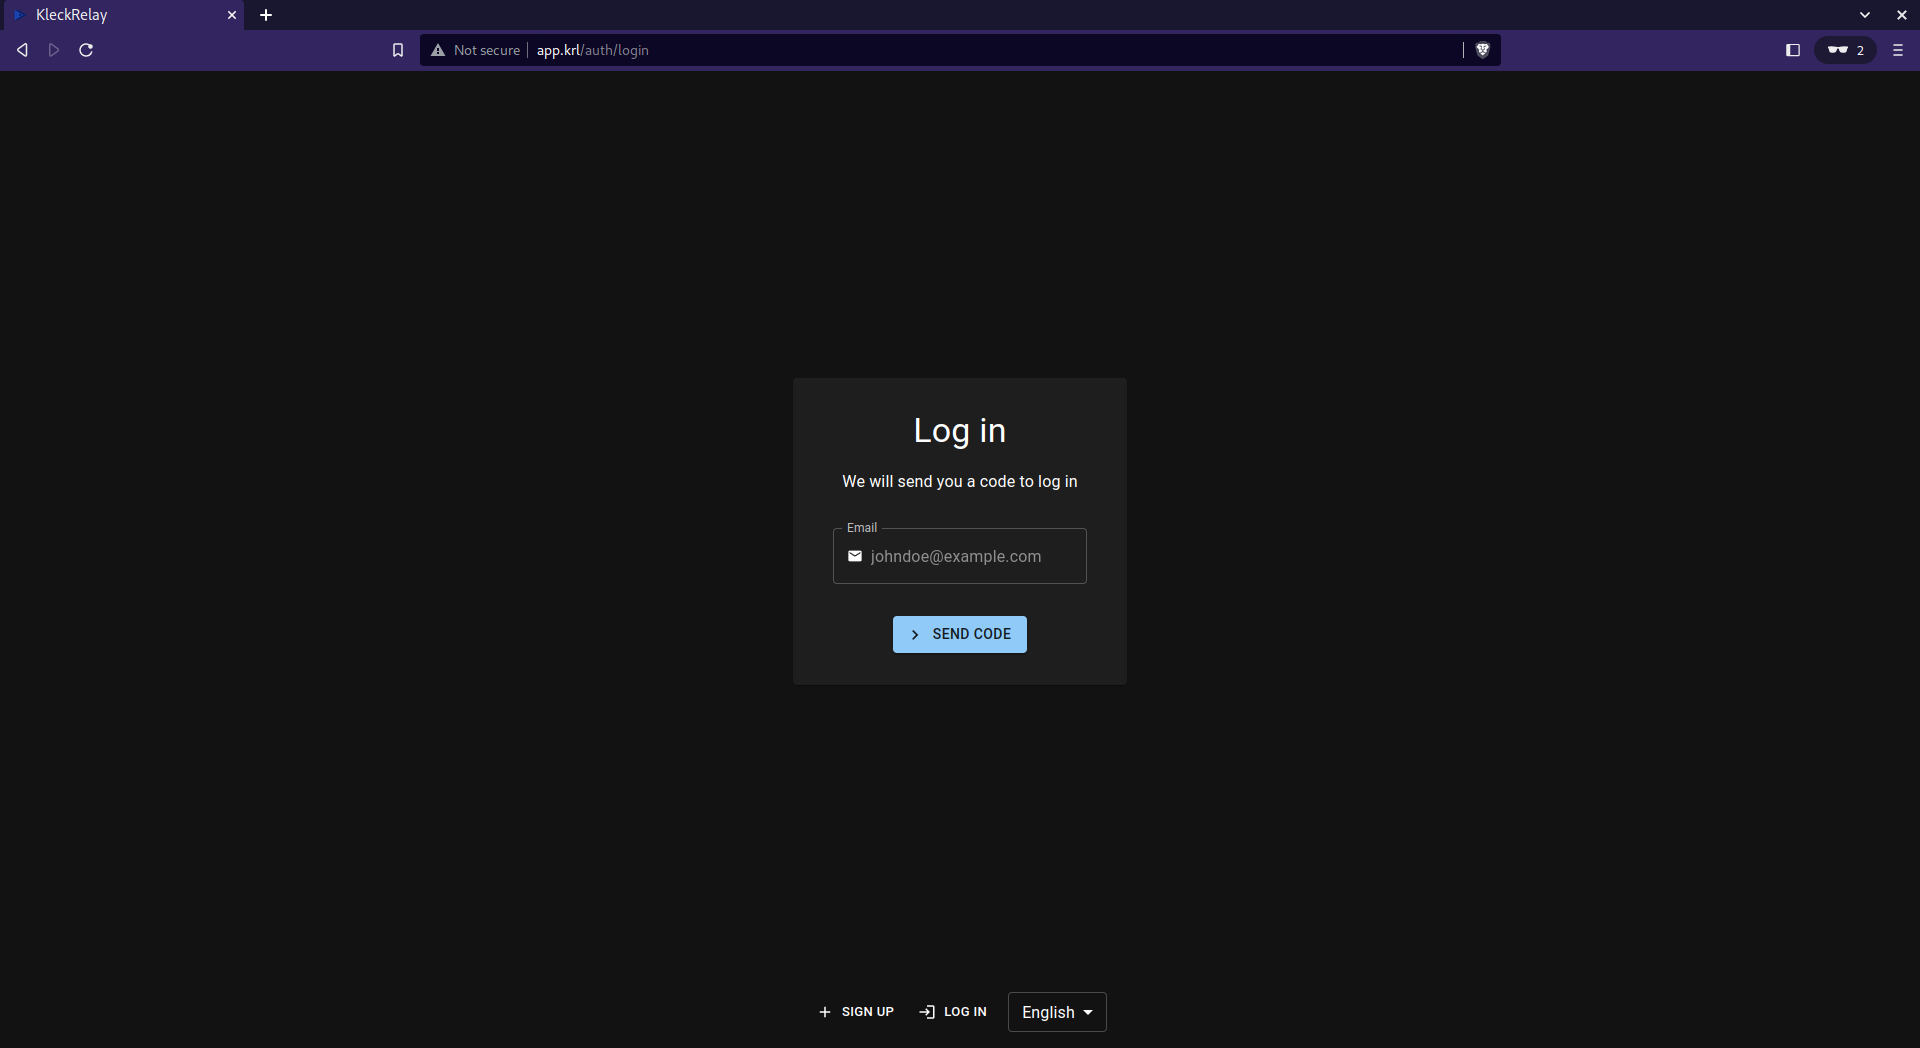 KleckRelay
Not secure app.krl/auth/login
2
Log in
We will send you a code to log in
Email
johndoe@example.com
SEND CODE
SIGN UP LOG IN English